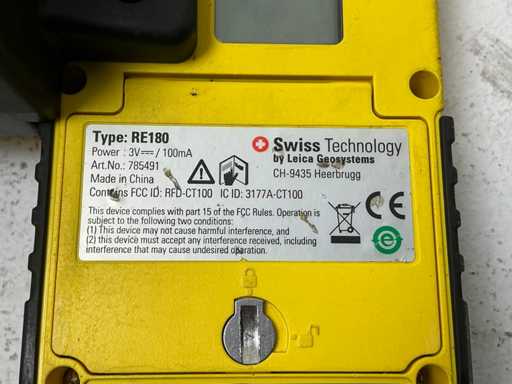 Type: RE180
Power : 3V⎓ / 100mA
Art.No.: 785491
Made in China
Contains FCC ID: RFD-CT100 IC ID: 3177A-CT100
Swiss Technology
by Leica Geosystems
CH-9435 Heerbrugg
This device complies with part 15 of the FCC Rules. Operation is
subject to the following two conditions:
(1) This device may not cause harmful interference, and
(2) this device must accept any interference received, including
interference that may cause undesired operation.
CE
e